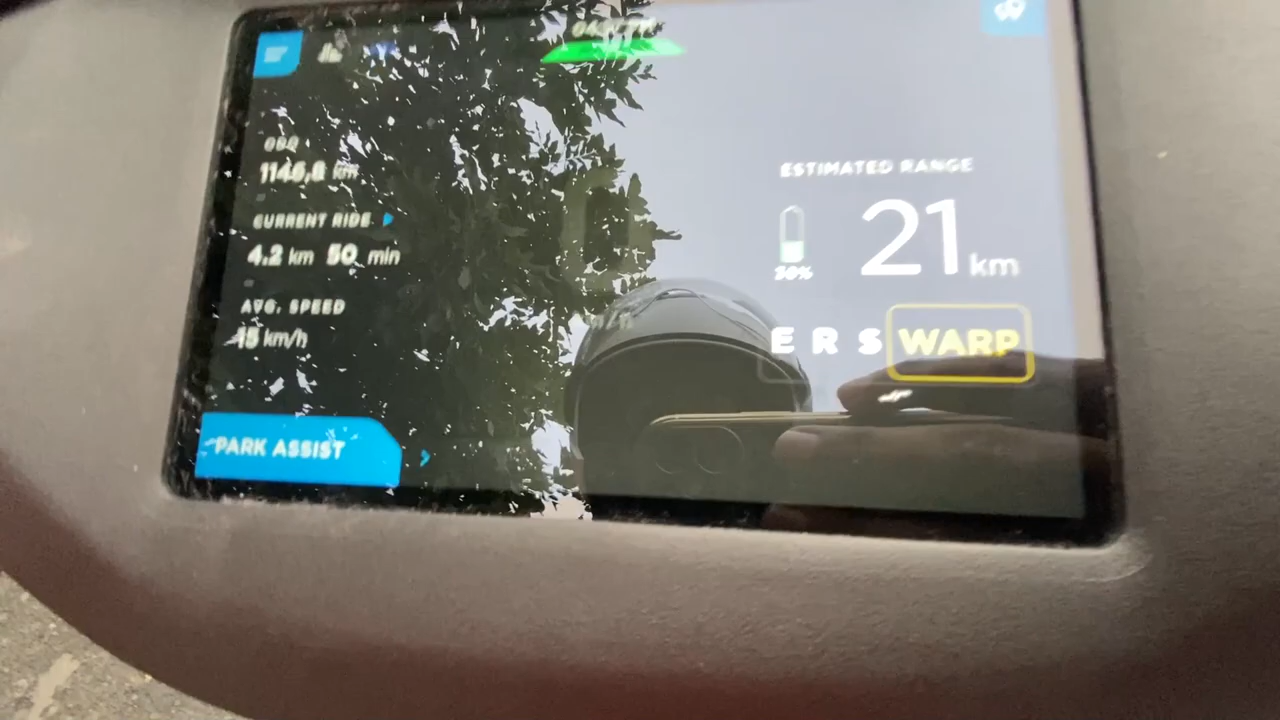 ODO
1146,8 km
CURRENT RIDE
4.2 km 50 min
AVG. SPEED
15 km/h
PARK ASSIST
ESTIMATED RANGE
21 km
E R S WARP